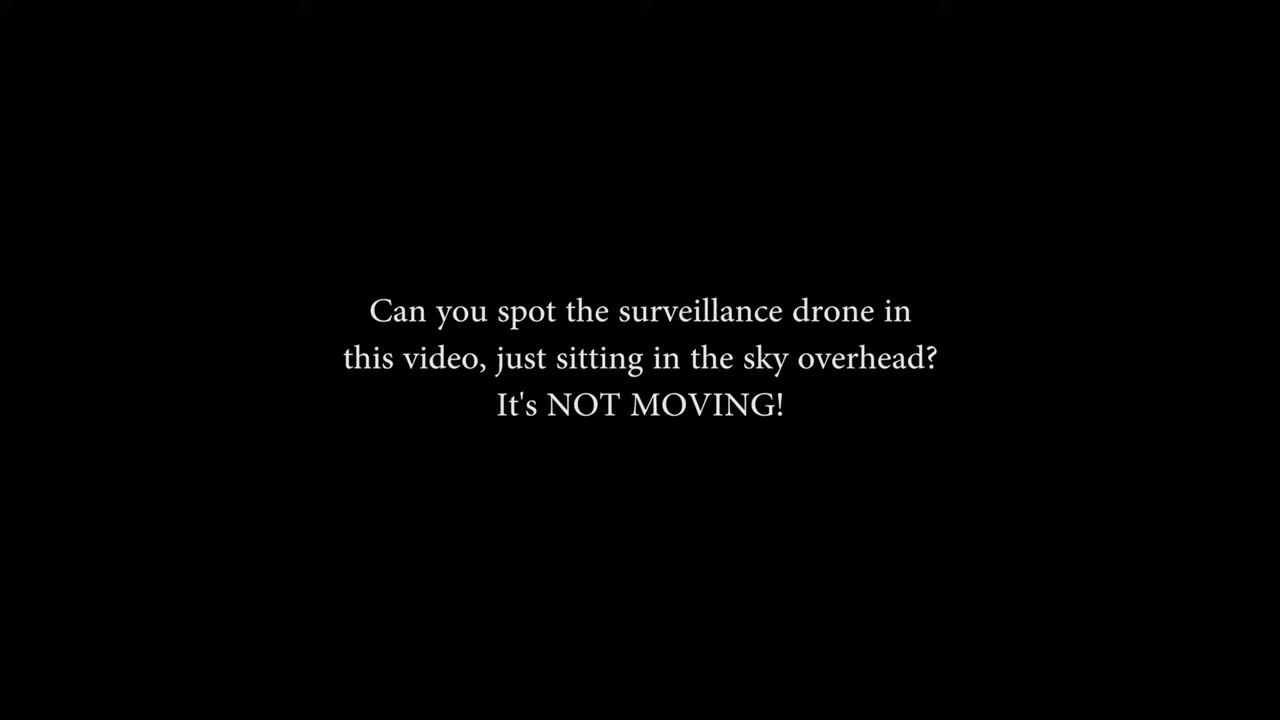 Can you spot the surveillance drone in
this video, just sitting in the sky overhead?
It's NOT MOVING!